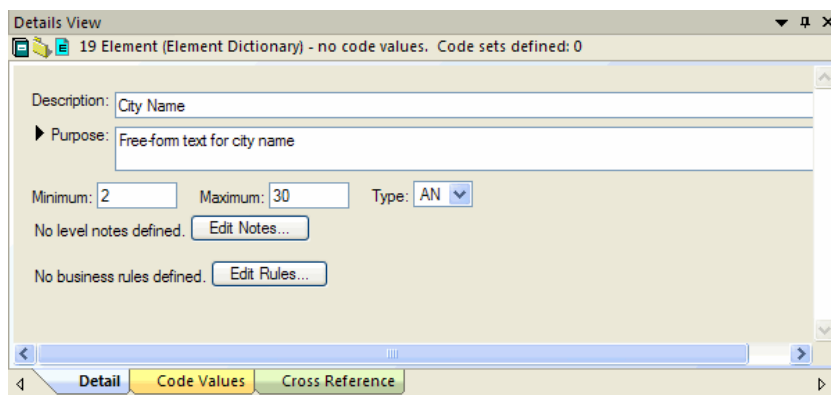 Details View
19 Element (Element Dictionary) - no code values. Code sets defined: 0
Description: City Name
Purpose: Free-form text for city name
Minimum: 2 Maximum: 30 Type: AN
No level notes defined. Edit Notes...
No business rules defined. Edit Rules...
Detail Code Values Cross Reference